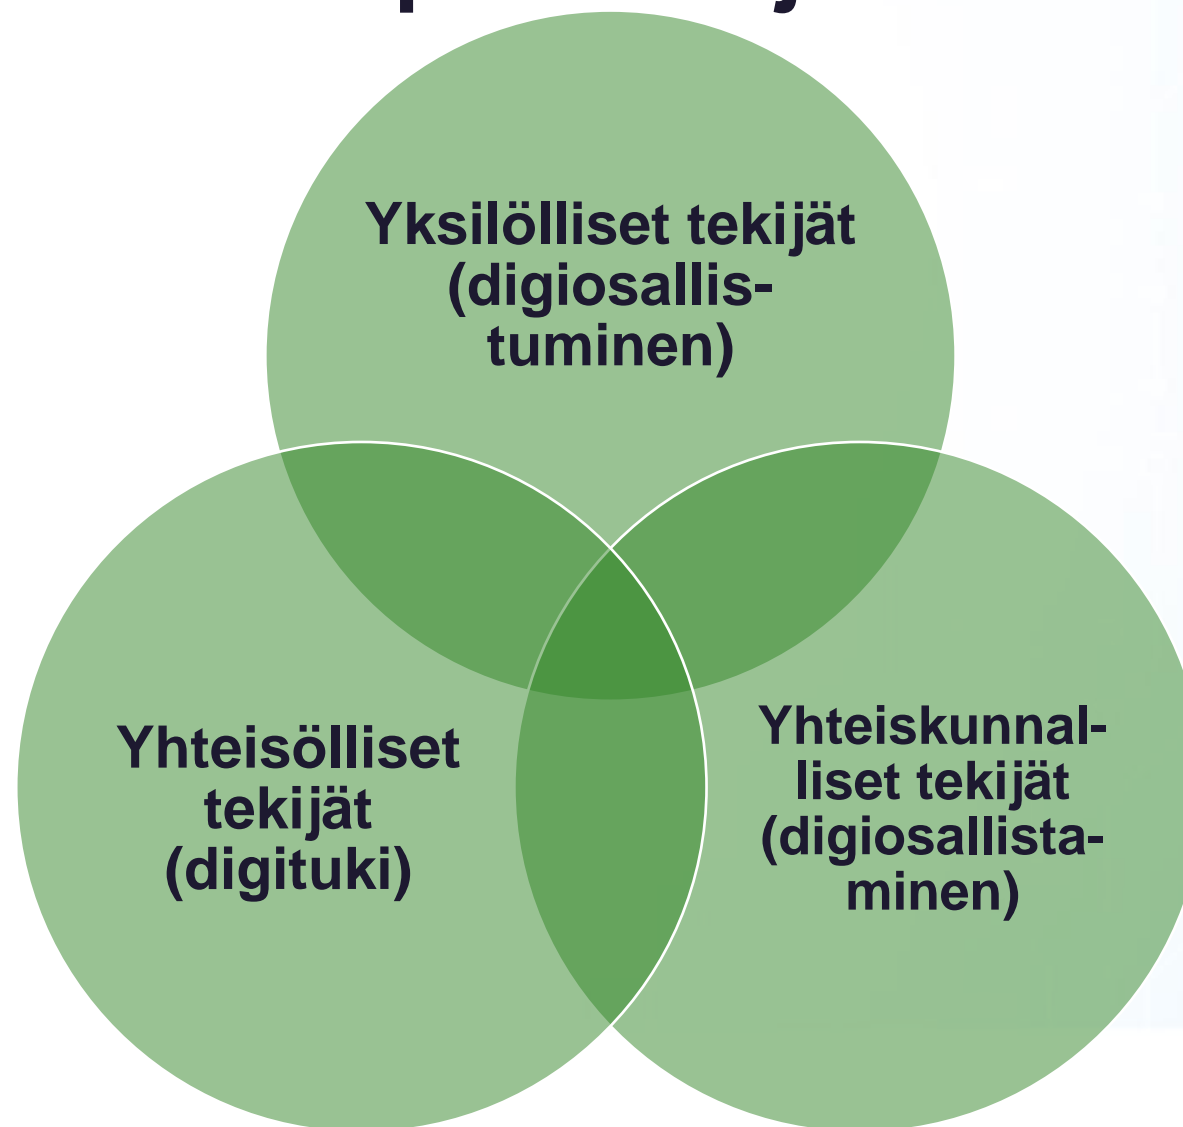 Yksilölliset tekijät
(digiosallis-
tuminen)
Yhteisölliset
tekijät
(digituki)
Yhteiskunnal-
liset tekijät
(digiosallista-
minen)